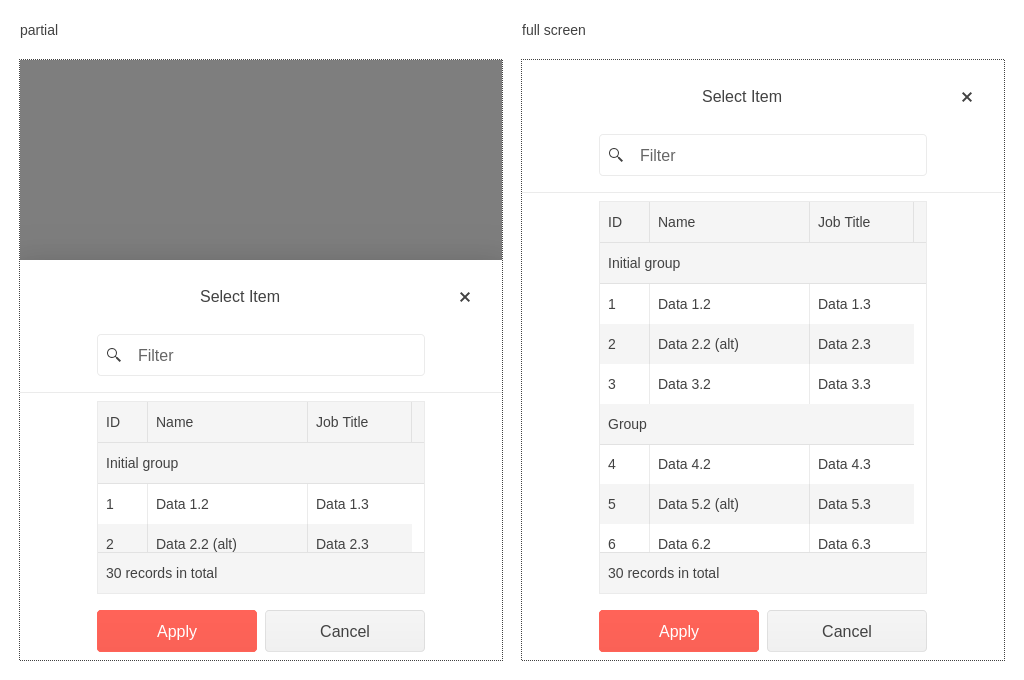 partial
Select Item
Filter
ID Name Job Title
Initial group
1 Data 1.2 Data 1.3
2 Data 2.2 (alt) Data 2.3
30 records in total
Apply Cancel
full screen
Select Item
Filter
ID Name Job Title
Initial group
1 Data 1.2 Data 1.3
2 Data 2.2 (alt) Data 2.3
3 Data 3.2 Data 3.3
Group
4 Data 4.2 Data 4.3
5 Data 5.2 (alt) Data 5.3
6 Data 6.2 Data 6.3
30 records in total
Apply Cancel